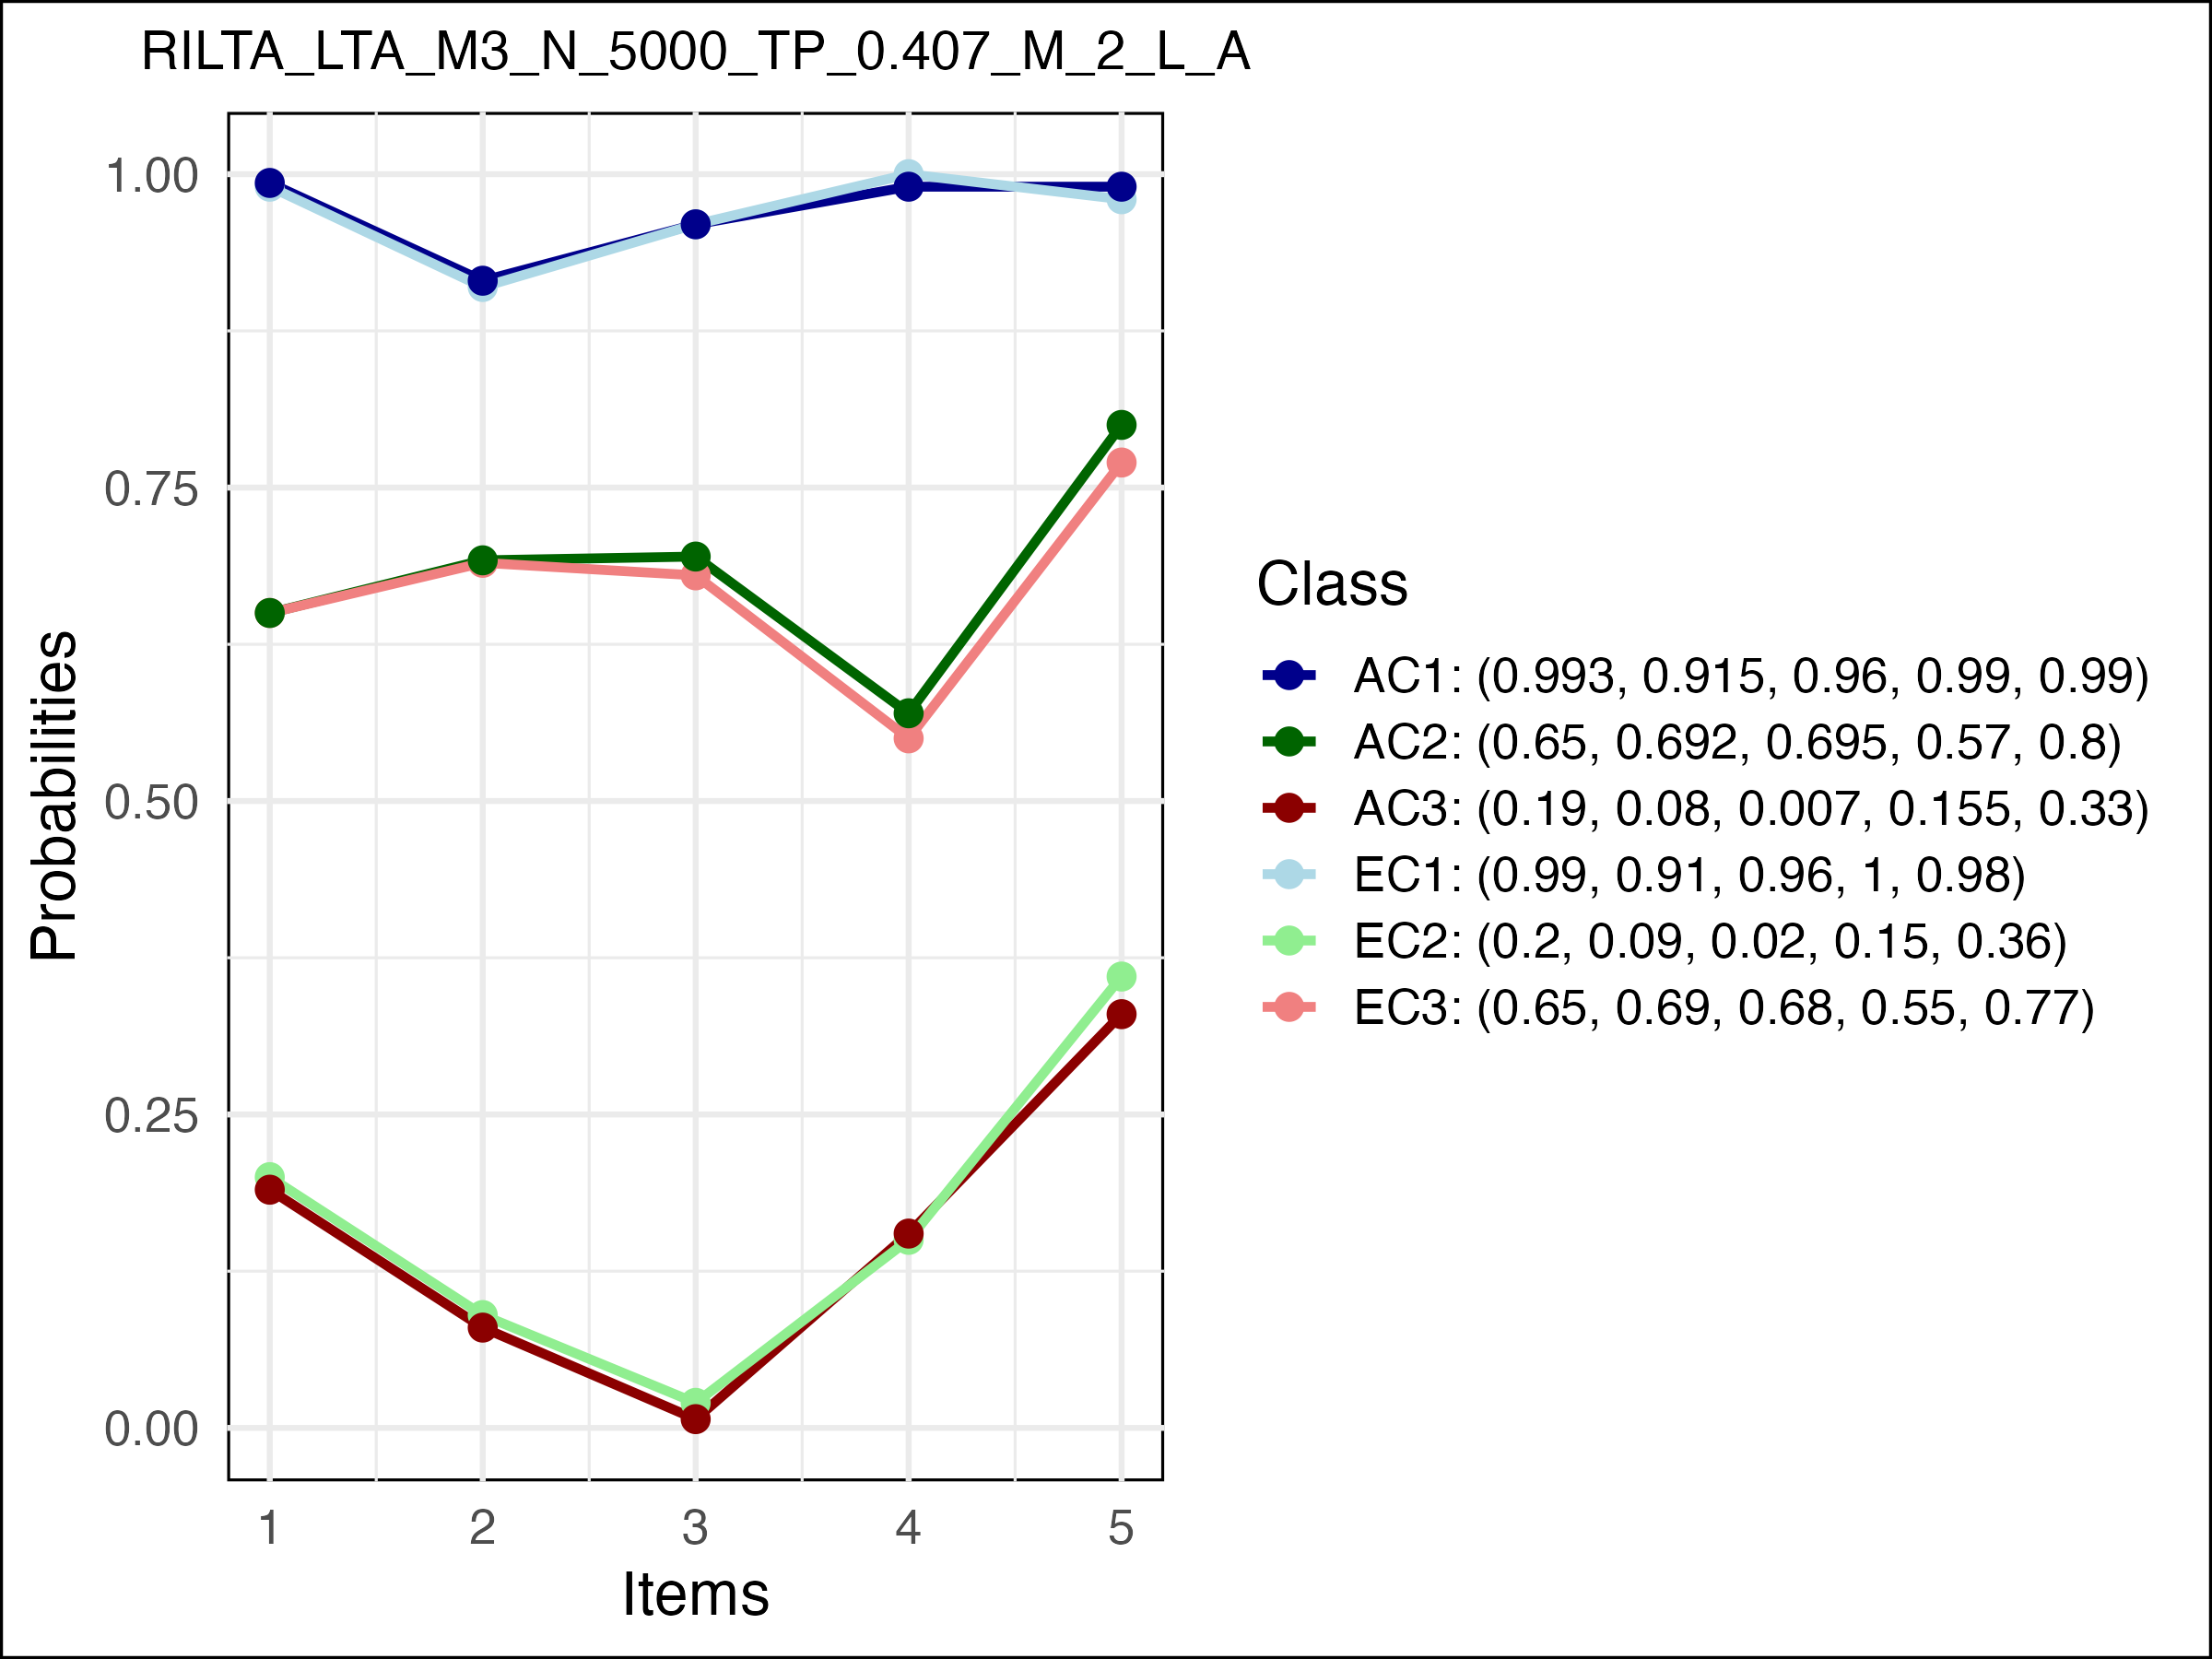 RILTA_LTA_M3_N_5000_TP_0.407_M_2_L_A
1.00
0.75
0.50
0.25
0.00
Probabilities
1 2 3 4 5
Items
Class
AC1: (0.993, 0.915, 0.96, 0.99, 0.99)
AC2: (0.65, 0.692, 0.695, 0.57, 0.8)
AC3: (0.19, 0.08, 0.007, 0.155, 0.33)
EC1: (0.99, 0.91, 0.96, 1, 0.98)
EC2: (0.2, 0.09, 0.02, 0.15, 0.36)
EC3: (0.65, 0.69, 0.68, 0.55, 0.77)